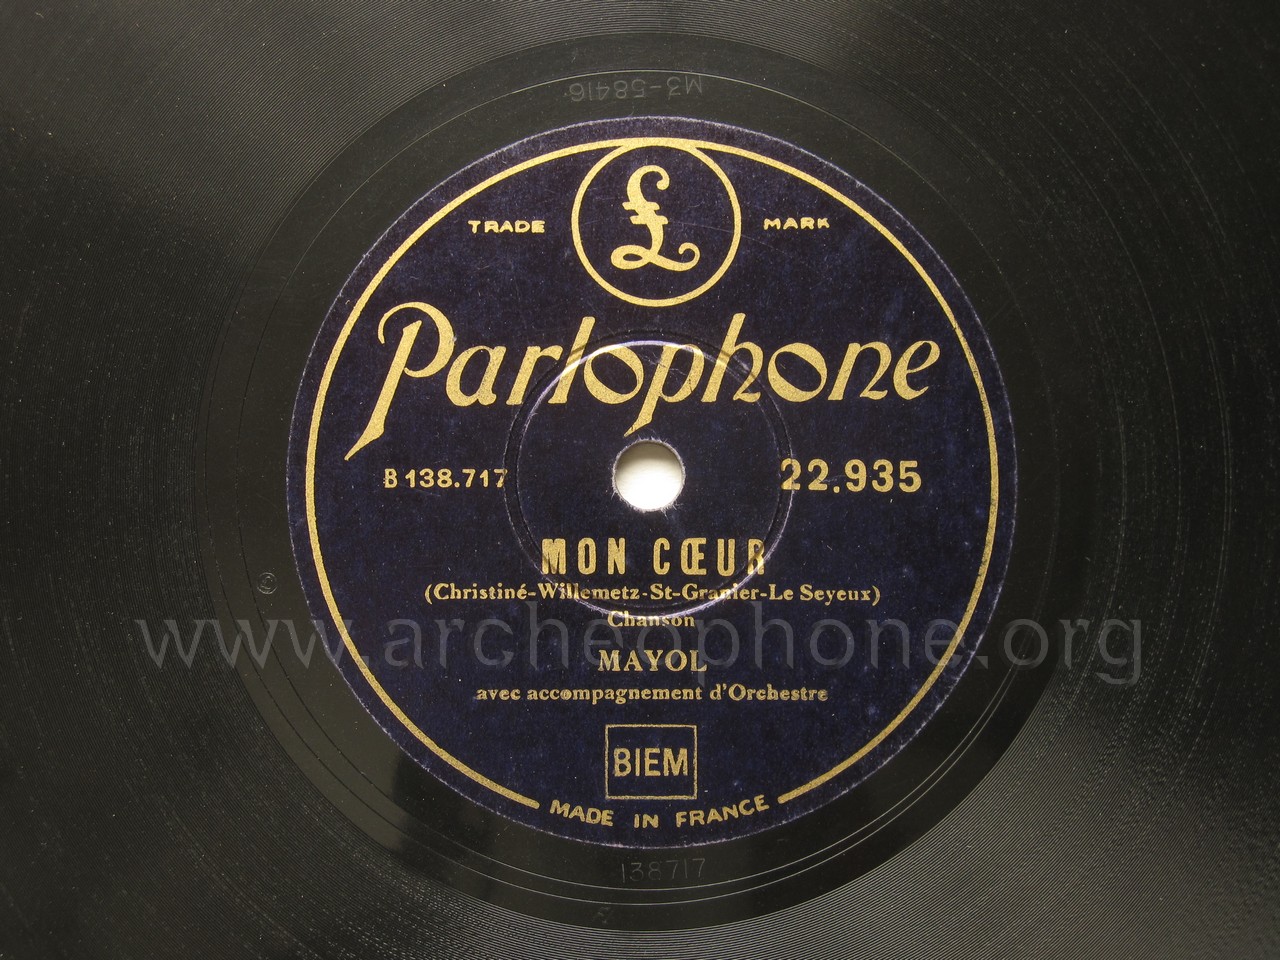 M3-58416
£
TRADE MARK
Parlophone
B 138.717 22.935
MON CŒUR
(Christiné-Willemetz-St-Granier-Le Seyeux)
Chanson
www.archeophone.org
MAYOL
avec accompagnement d'Orchestre
BIEM
MADE IN FRANCE
138717